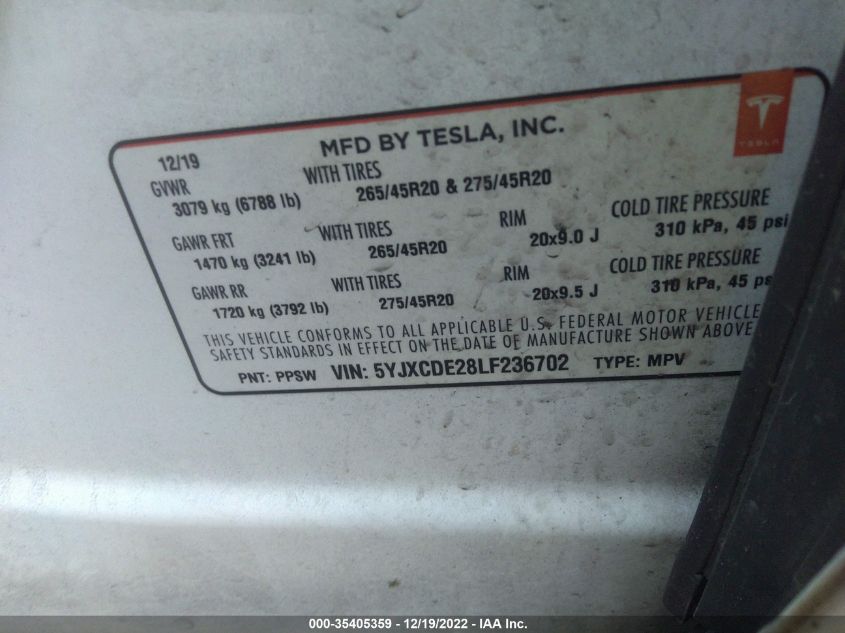 MFD BY TESLA, INC.
TESLA
12/19
GVWR WITH TIRES
3079 kg (6788 lb) 265/45R20 & 275/45R20
GAWR FRT WITH TIRES RIM COLD TIRE PRESSURE
1470 kg (3241 lb) 265/45R20 20x9.0 J 310 kPa, 45 psi
GAWR RR WITH TIRES RIM COLD TIRE PRESSURE
1720 kg (3792 lb) 275/45R20 20x9.5 J 310 kPa, 45 ps
THIS VEHICLE CONFORMS TO ALL APPLICABLE U.S. FEDERAL MOTOR VEHICLE
SAFETY STANDARDS IN EFFECT ON THE DATE OF MANUFACTURE SHOWN ABOVE
PNT: PPSW VIN: 5YJXCDE28LF236702 TYPE: MPV
000-35405359 - 12/19/2022 - IAA Inc.